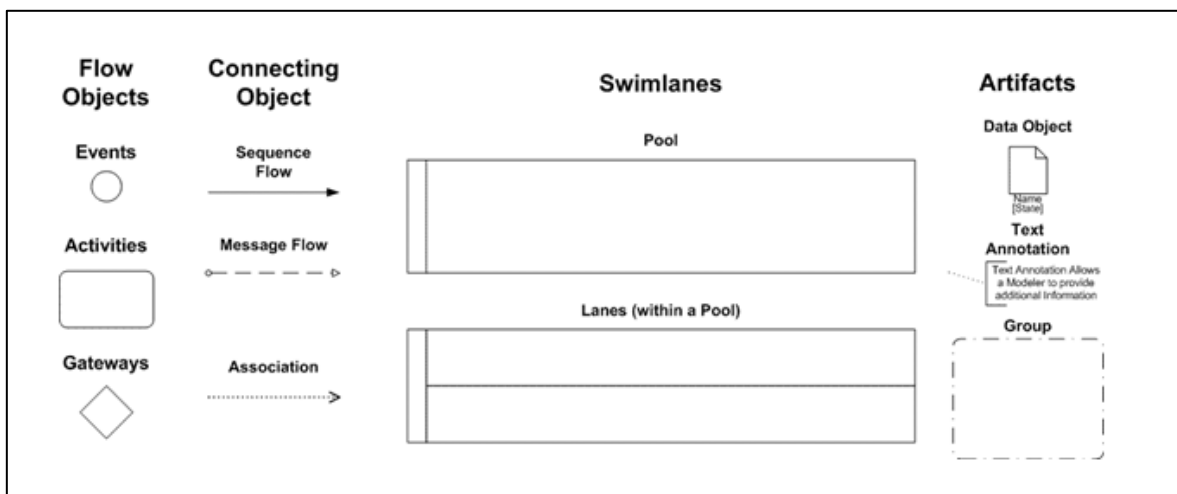 Flow
Objects
Events
Activities
Gateways
Connecting
Object
Sequence
Flow
Message Flow
Association
Swimlanes
Pool
Lanes (within a Pool)
Artifacts
Data Object
Name
[State]
Text
Annotation
Text Annotation Allows
a Modeler to provide
additional Information
Group